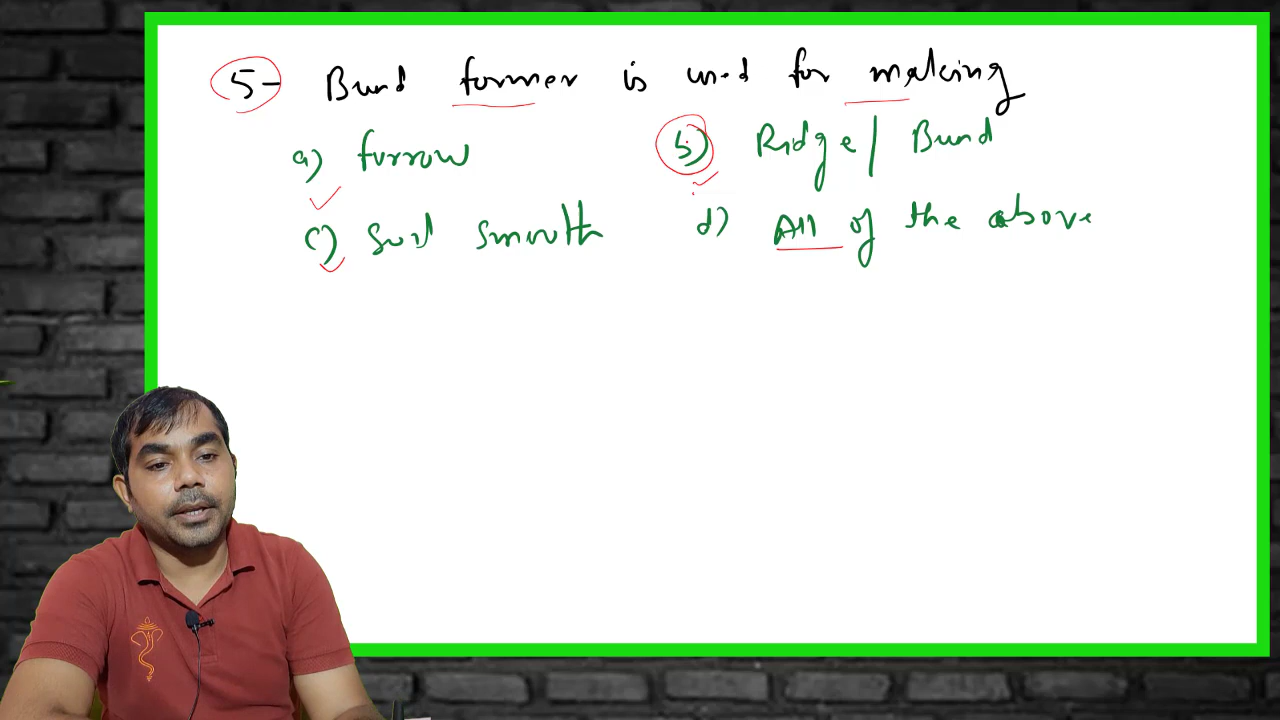 5- Bund former is used for making
a) furrow b) Ridge/Bund
c) Soil smooth d) All of the above